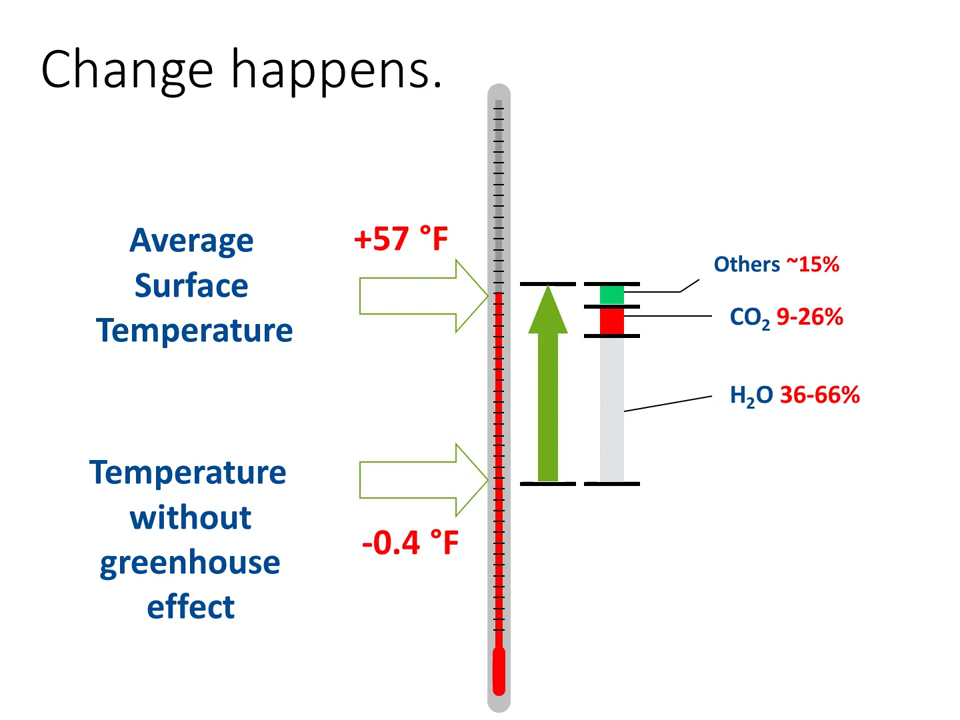 Change happens.
Average
Surface
Temperature
+57 °F
Others ~15%
CO₂ 9-26%
H₂O 36-66%
Temperature
without
greenhouse
effect
-0.4 °F